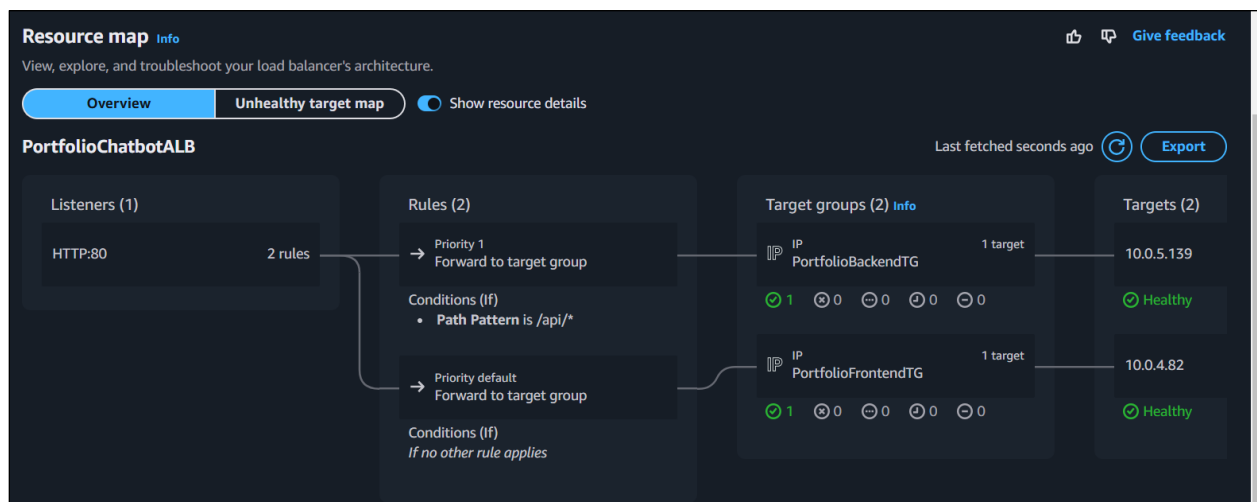 Resource map Info
Give feedback
View, explore, and troubleshoot your load balancer's architecture.
Overview
Unhealthy target map
Show resource details
PortfolioChatbotALB
Last fetched seconds ago
Export
Listeners (1)
HTTP:80
2 rules
Rules (2)
Priority 1
Forward to target group
Conditions (If)
• Path Pattern is /api/*
Priority default
Forward to target group
Conditions (If)
If no other rule applies
Target groups (2) Info
IP
IP
1 target
PortfolioBackendTG
1 0 0 0 0
IP
IP
1 target
PortfolioFrontendTG
1 0 0 0 0
Targets (2)
10.0.5.139
Healthy
10.0.4.82
Healthy